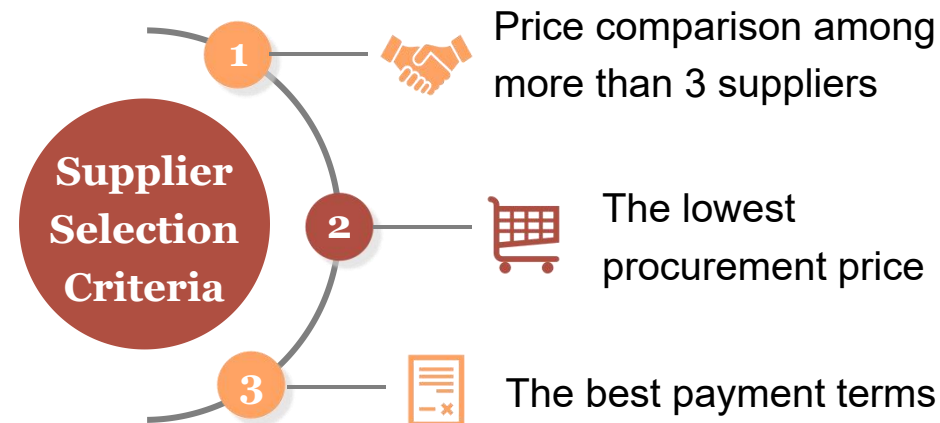 Supplier
Selection
Criteria
1
Price comparison among
more than 3 suppliers
2
The lowest
procurement price
3
The best payment terms